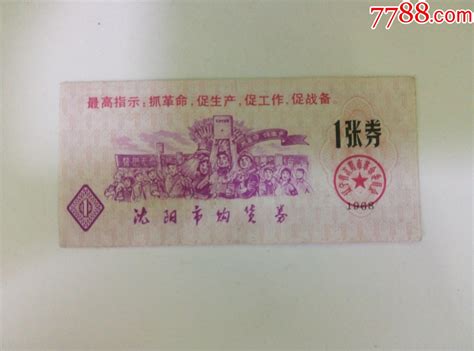 7788.com
最高指示：抓革命，促生产，促工作，促战备。
1张券
1968
1
沈阳市购货券